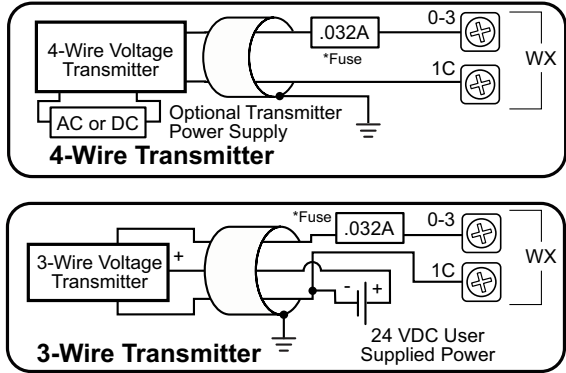 4-Wire Voltage
Transmitter
AC or DC
Optional Transmitter
Power Supply
.032A
*Fuse
0-3
1C
WX
4-Wire Transmitter
3-Wire Voltage
Transmitter
+
*Fuse
.032A
0-3
1C
WX
- +
24 VDC User
Supplied Power
3-Wire Transmitter